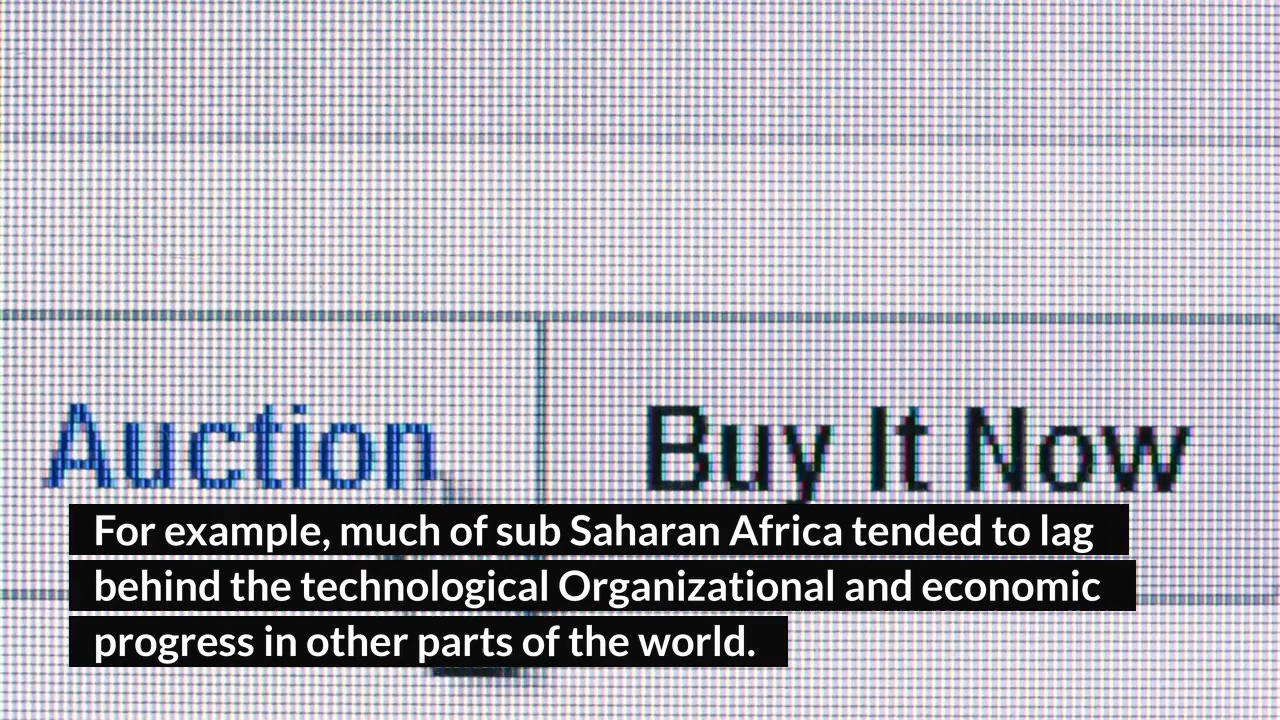 Auction
Buy It Now
For example, much of sub Saharan Africa tended to lag
behind the technological Organizational and economic
progress in other parts of the world.